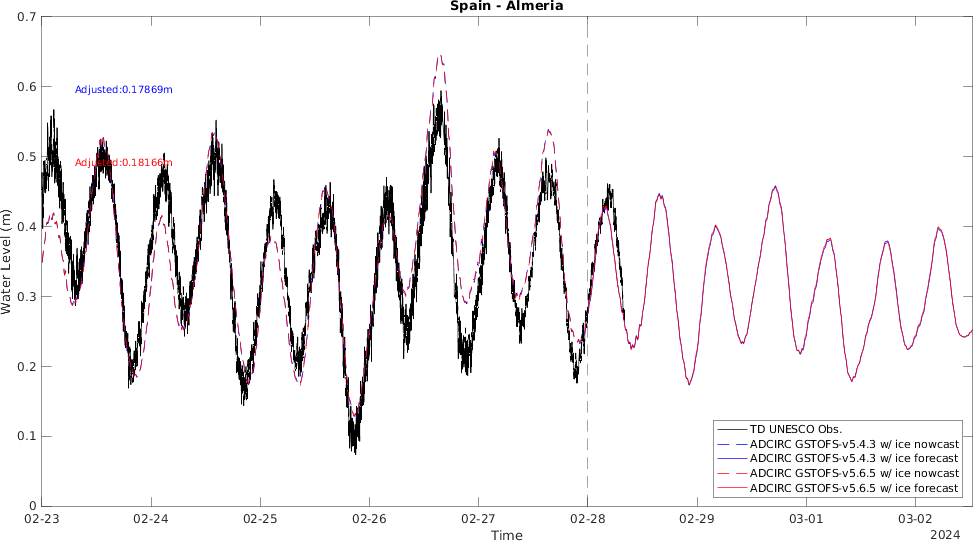 Spain - Almeria
0.7
0.6
0.5
0.4
0.3
0.2
0.1
0
Water Level (m)
Adjusted:0.17869m
Adjusted:0.18166m
TD UNESCO Obs.
ADCIRC GSTOFS-v5.4.3 w/ ice nowcast
ADCIRC GSTOFS-v5.4.3 w/ ice forecast
ADCIRC GSTOFS-v5.6.5 w/ ice nowcast
ADCIRC GSTOFS-v5.6.5 w/ ice forecast
02-23 02-24 02-25 02-26 02-27 02-28 02-29 03-01 03-02
Time
2024